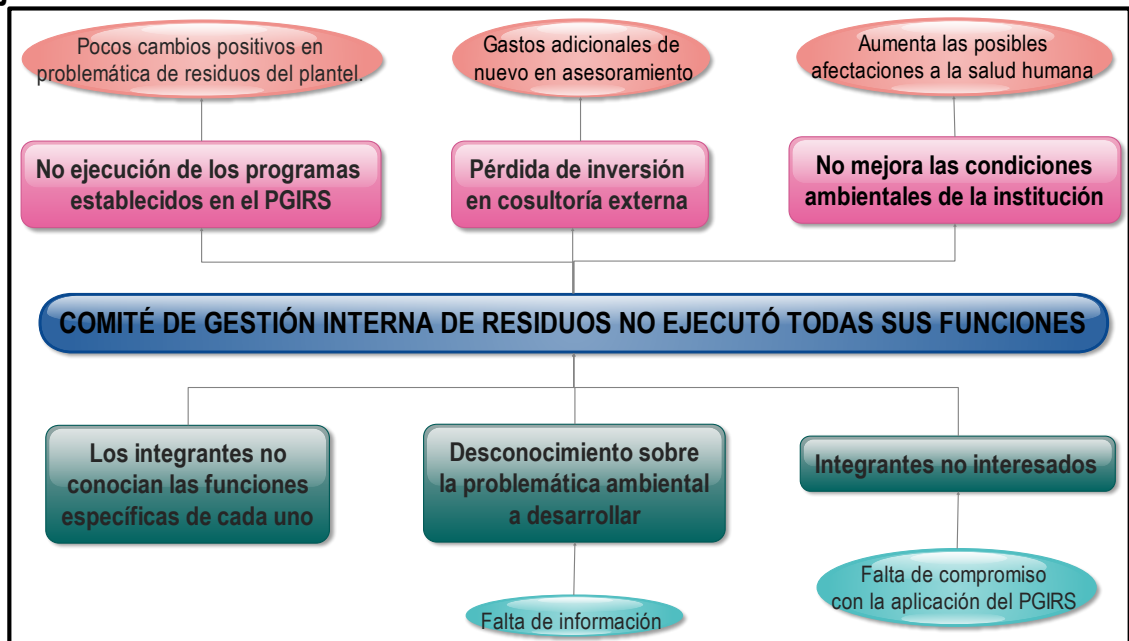 Pocos cambios positivos en
problemática de residuos del plantel.
Gastos adicionales de
nuevo en asesoramiento
Aumenta las posibles
afectaciones a la salud humana
No ejecución de los programas
establecidos en el PGIRS
Pérdida de inversión
en cosultoría externa
No mejora las condiciones
ambientales de la institución
COMITÉ DE GESTIÓN INTERNA DE RESIDUOS NO EJECUTÓ TODAS SUS FUNCIONES
Los integrantes no
conocian las funciones
específicas de cada uno
Desconocimiento sobre
la problemática ambiental
a desarrollar
Integrantes no interesados
Falta de información
Falta de compromiso
con la aplicación del PGIRS